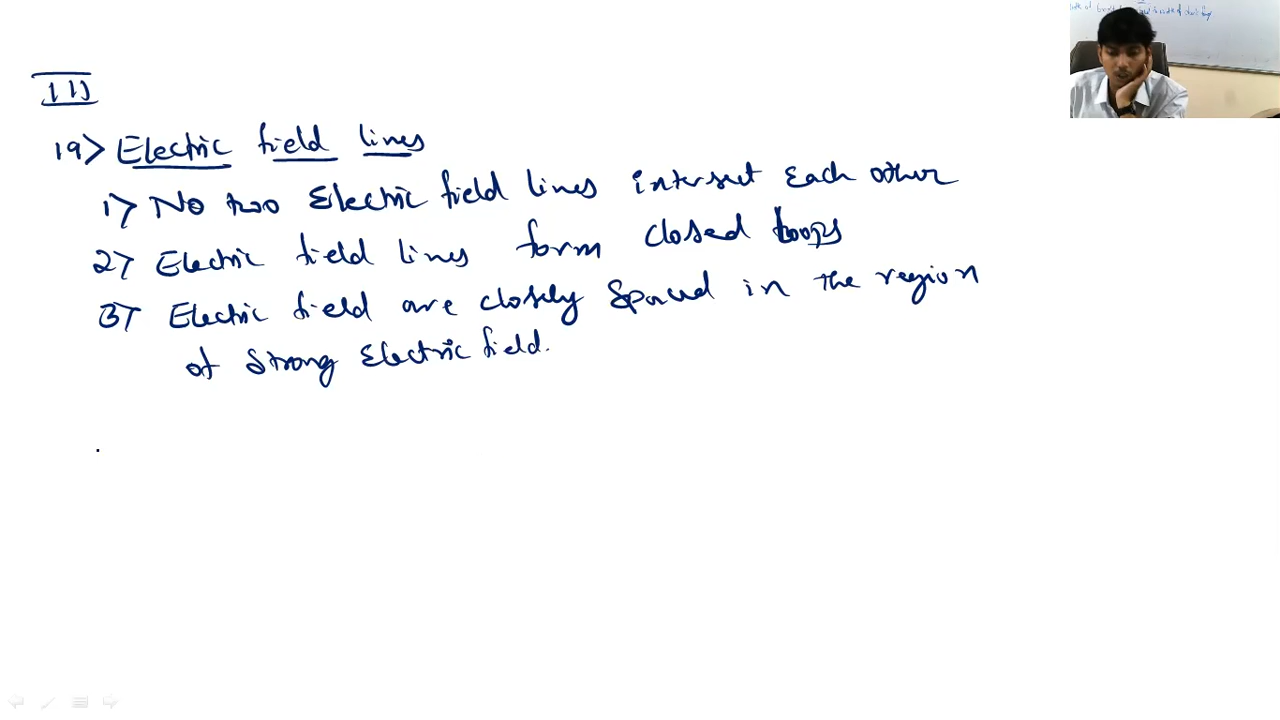 III
19> Electric field lines
1> No two Electric field lines intersect Each other
2> Electric field lines form closed loops
3> Electric field are closely spaced in the region
of strong Electric field.